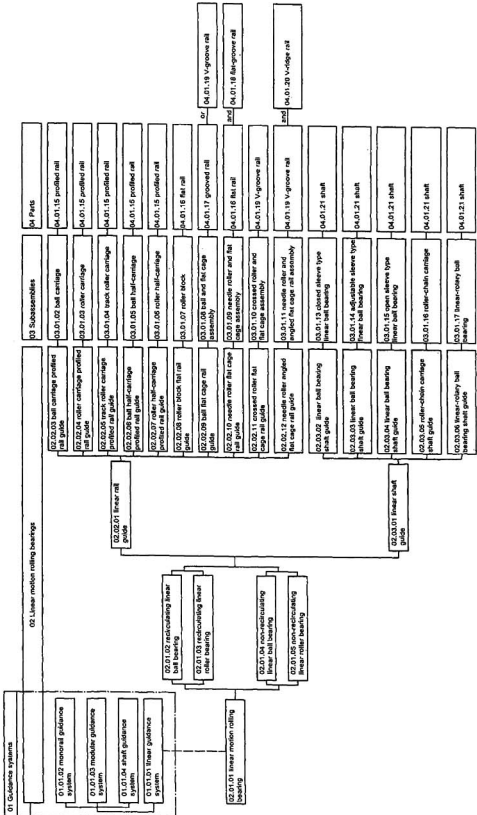 01 Guidance systems
01.01.02 monorail guidance
system
01.01.03 modular guidance
system
01.01.04 shaft guidance
system
01.01.01 linear guidance
system
02 Linear motion rolling bearings
02.01.01 linear motion rolling
bearing
02.01.02 recirculating linear
ball bearing
02.01.03 recirculating linear
roller bearing
02.01.04 non-recirculating
linear ball bearing
02.01.05 non-recirculating
linear roller bearing
02.02.01 linear rail
guide
02.03.01 linear shaft
guide
02.02.03 ball carriage profiled
rail guide
02.02.04 roller carriage profiled
rail guide
02.02.05 track roller carriage
profiled rail guide
02.02.06 ball half-carriage
profiled rail guide
02.02.07 roller half-carriage
profiled rail guide
02.02.08 roller block flat rail
guide
02.02.09 ball flat cage rail
guide
02.02.10 needle roller flat cage
rail guide
02.02.11 crossed roller flat
cage rail guide
02.02.12 needle roller angled
flat cage rail guide
02.03.02 linear ball bearing
shaft guide
02.03.03 linear ball bearing
shaft guide
02.03.04 linear ball bearing
shaft guide
02.03.05 roller-chain carriage
shaft guide
02.03.06 linear-rotary ball
bearing shaft guide
03 Subassemblies
03.01.02 ball carriage
03.01.03 roller carriage
03.01.04 track roller carriage
03.01.05 ball half-carriage
03.01.06 roller half-carriage
03.01.07 roller block
03.01.08 ball and flat cage
assembly
03.01.09 needle roller and flat
cage assembly
03.01.10 crossed roller and
flat cage assembly
03.01.11 needle roller and
angled flat cage rail assembly
03.01.13 closed sleeve type
linear ball bearing
03.01.14 adjustable sleeve type
linear ball bearing
03.01.15 open sleeve type
linear ball bearing
03.01.16 roller-chain carriage
03.01.17 linear-rotary ball
bearing
04 Parts
04.01.15 profiled rail
04.01.15 profiled rail
04.01.15 profiled rail
04.01.15 profiled rail
04.01.15 profiled rail
04.01.16 flat rail
04.01.17 grooved rail
or
04.01.19 V-groove rail
04.01.16 flat rail
and
04.01.18 flat-groove rail
04.01.19 V-groove rail
04.01.19 V-groove rail
and
04.01.20 V-ridge rail
04.01.21 shaft
04.01.21 shaft
04.01.21 shaft
04.01.21 shaft
04.01.21 shaft